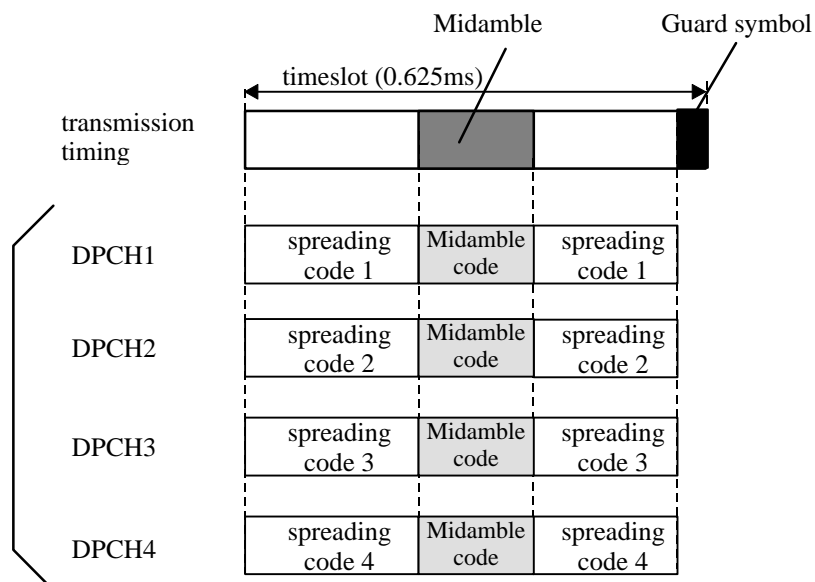 Midamble
Guard symbol
timeslot (0.625ms)
transmission
timing
DPCH1
spreading
code 1
Midamble
code
spreading
code 1
DPCH2
spreading
code 2
Midamble
code
spreading
code 2
DPCH3
spreading
code 3
Midamble
code
spreading
code 3
DPCH4
spreading
code 4
Midamble
code
spreading
code 4